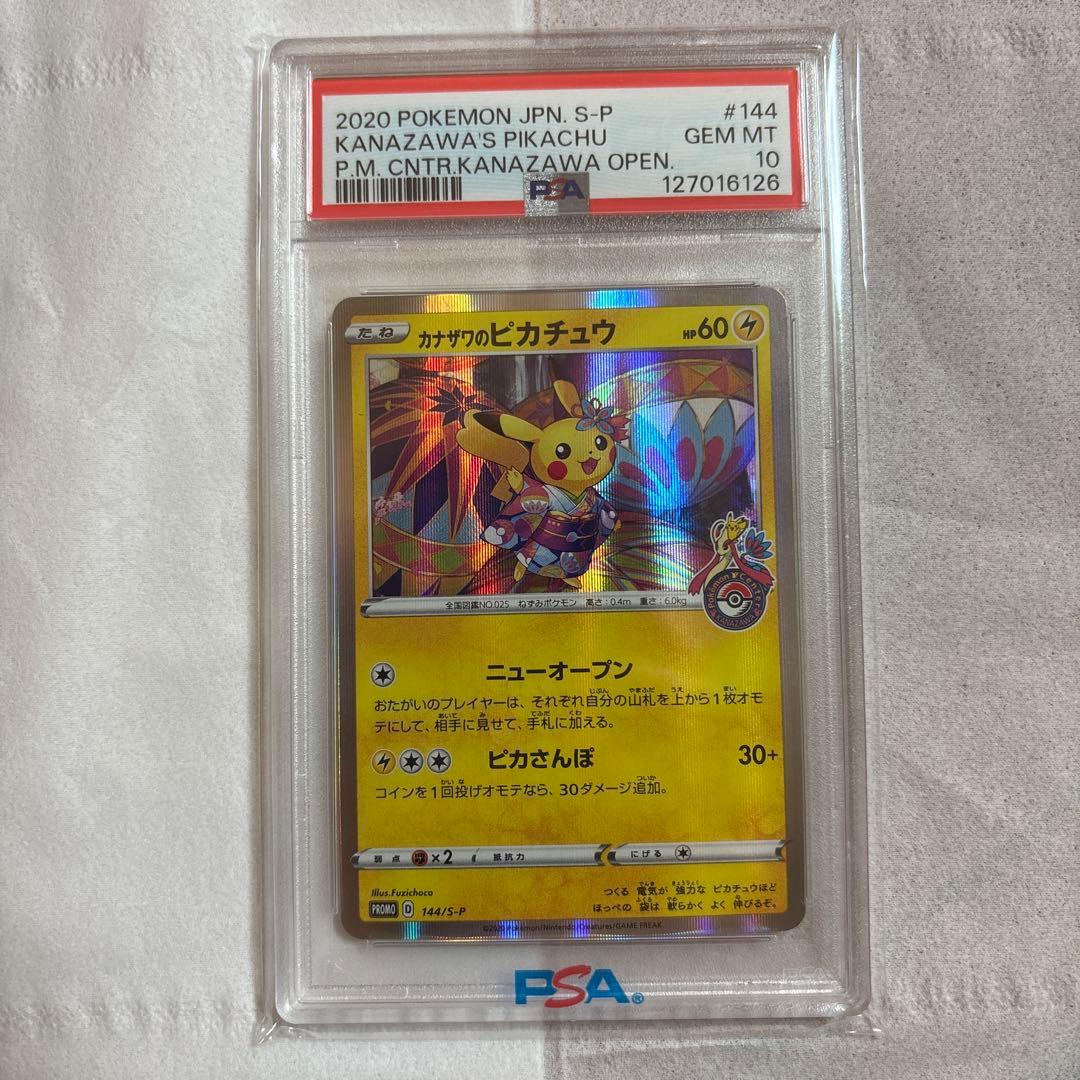 2020 POKEMON JPN. S-P #144
KANAZAWA'S PIKACHU GEM MT
P.M. CNTR.KANAZAWA OPEN. 10
PSA 127016126
たね カナザワのピカチュウ HP60
全国図鑑NO.025 ねずみポケモン 高さ:0.4m 重さ:6.0kg
Pokémon Center
KANAZAWA
ニューオープン
おたがいのプレイヤーは、それぞれ自分の山札を上から1枚オモ
テにして、相手に見せて、手札に加える。
ピカさんぽ 30+
コインを1回投げオモテなら、30ダメージ追加。
弱点 ×2 抵抗力 にげる
Illus.Fuzichoco
つくる 電気が 強力な ピカチュウほど
ほっぺの 袋は 軟らかく よく 伸びるぞ。
PROMO D 144/S-P
©2020 Pokémon/Nintendo/Creatures/GAME FREAK
PSA®